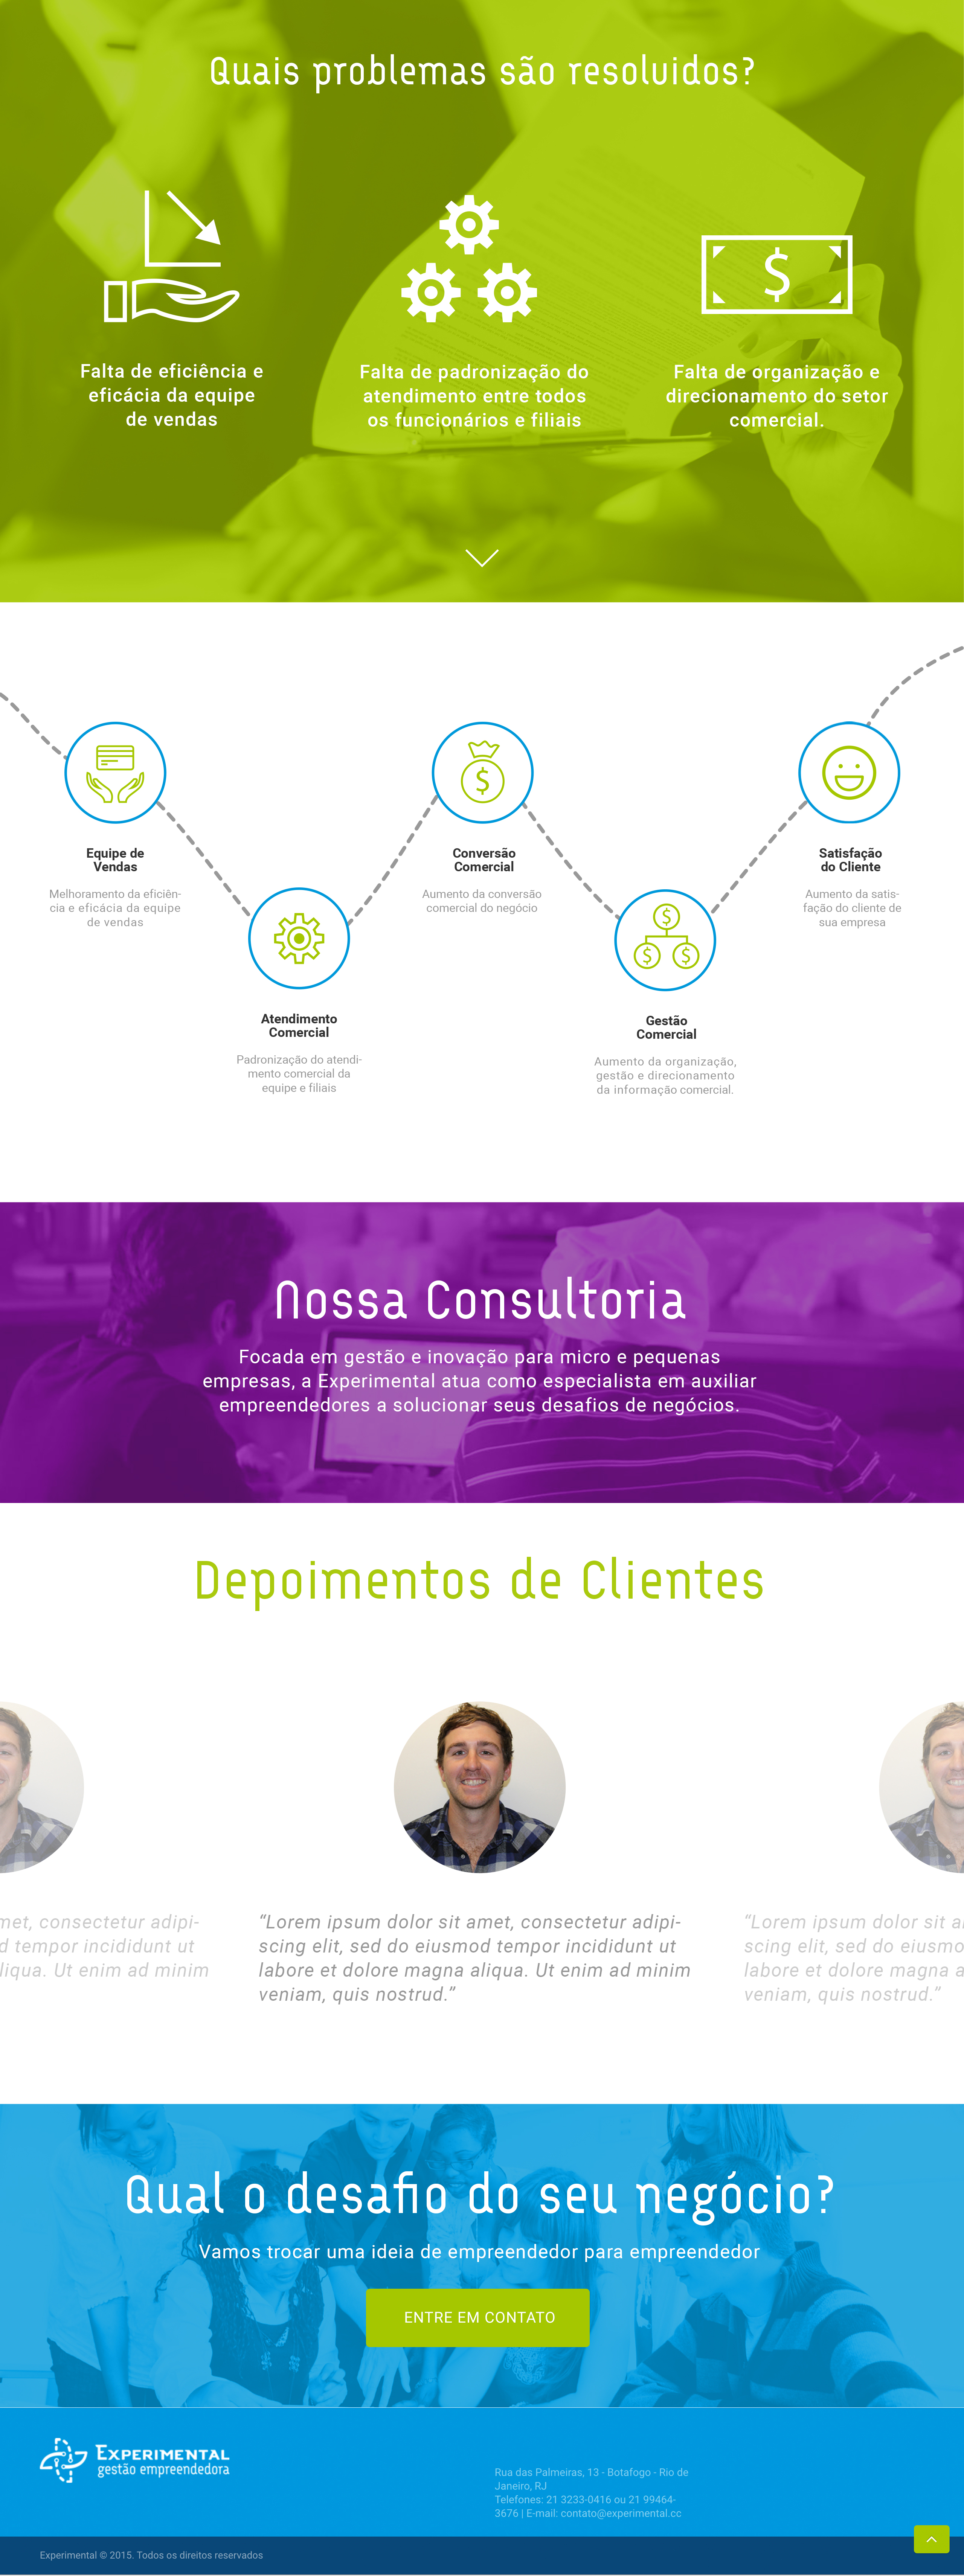 Quais problemas são resoluidos?
Falta de eficiência e
eficácia da equipe
de vendas
Falta de padronização do
atendimento entre todos
os funcionários e filiais
Falta de organização e
direcionamento do setor
comercial.
Equipe de
Vendas
Melhoramento da eficiên-
cia e eficácia da equipe
de vendas
Atendimento
Comercial
Padronização do atendi-
mento comercial da
equipe e filiais
Conversão
Comercial
Aumento da conversão
comercial do negócio
Gestão
Comercial
Aumento da organização,
gestão e direcionamento
da informação comercial.
Satisfação
do Cliente
Aumento da satis-
fação do cliente de
sua empresa
Nossa Consultoria
Focada em gestão e inovação para micro e pequenas
empresas, a Experimental atua como especialista em auxiliar
empreendedores a solucionar seus desafios de negócios.
Depoimentos de Clientes
met, consectetur adipi-
d tempor incididunt ut
liqua. Ut enim ad minim
“Lorem ipsum dolor sit amet, consectetur adipi-
scing elit, sed do eiusmod tempor incididunt ut
labore et dolore magna aliqua. Ut enim ad minim
veniam, quis nostrud.”
“Lorem ipsum dolor sit a
scing elit, sed do eiusmo
labore et dolore magna a
veniam, quis nostrud.”
Qual o desafio do seu negócio?
Vamos trocar uma ideia de empreendedor para empreendedor
ENTRE EM CONTATO
EXPERIMENTAL
gestão empreendedora
Rua das Palmeiras, 13 - Botafogo - Rio de
Janeiro, RJ
Telefones: 21 3233-0416 ou 21 99464-
3676 | E-mail: contato@experimental.cc
Experimental © 2015. Todos os direitos reservados